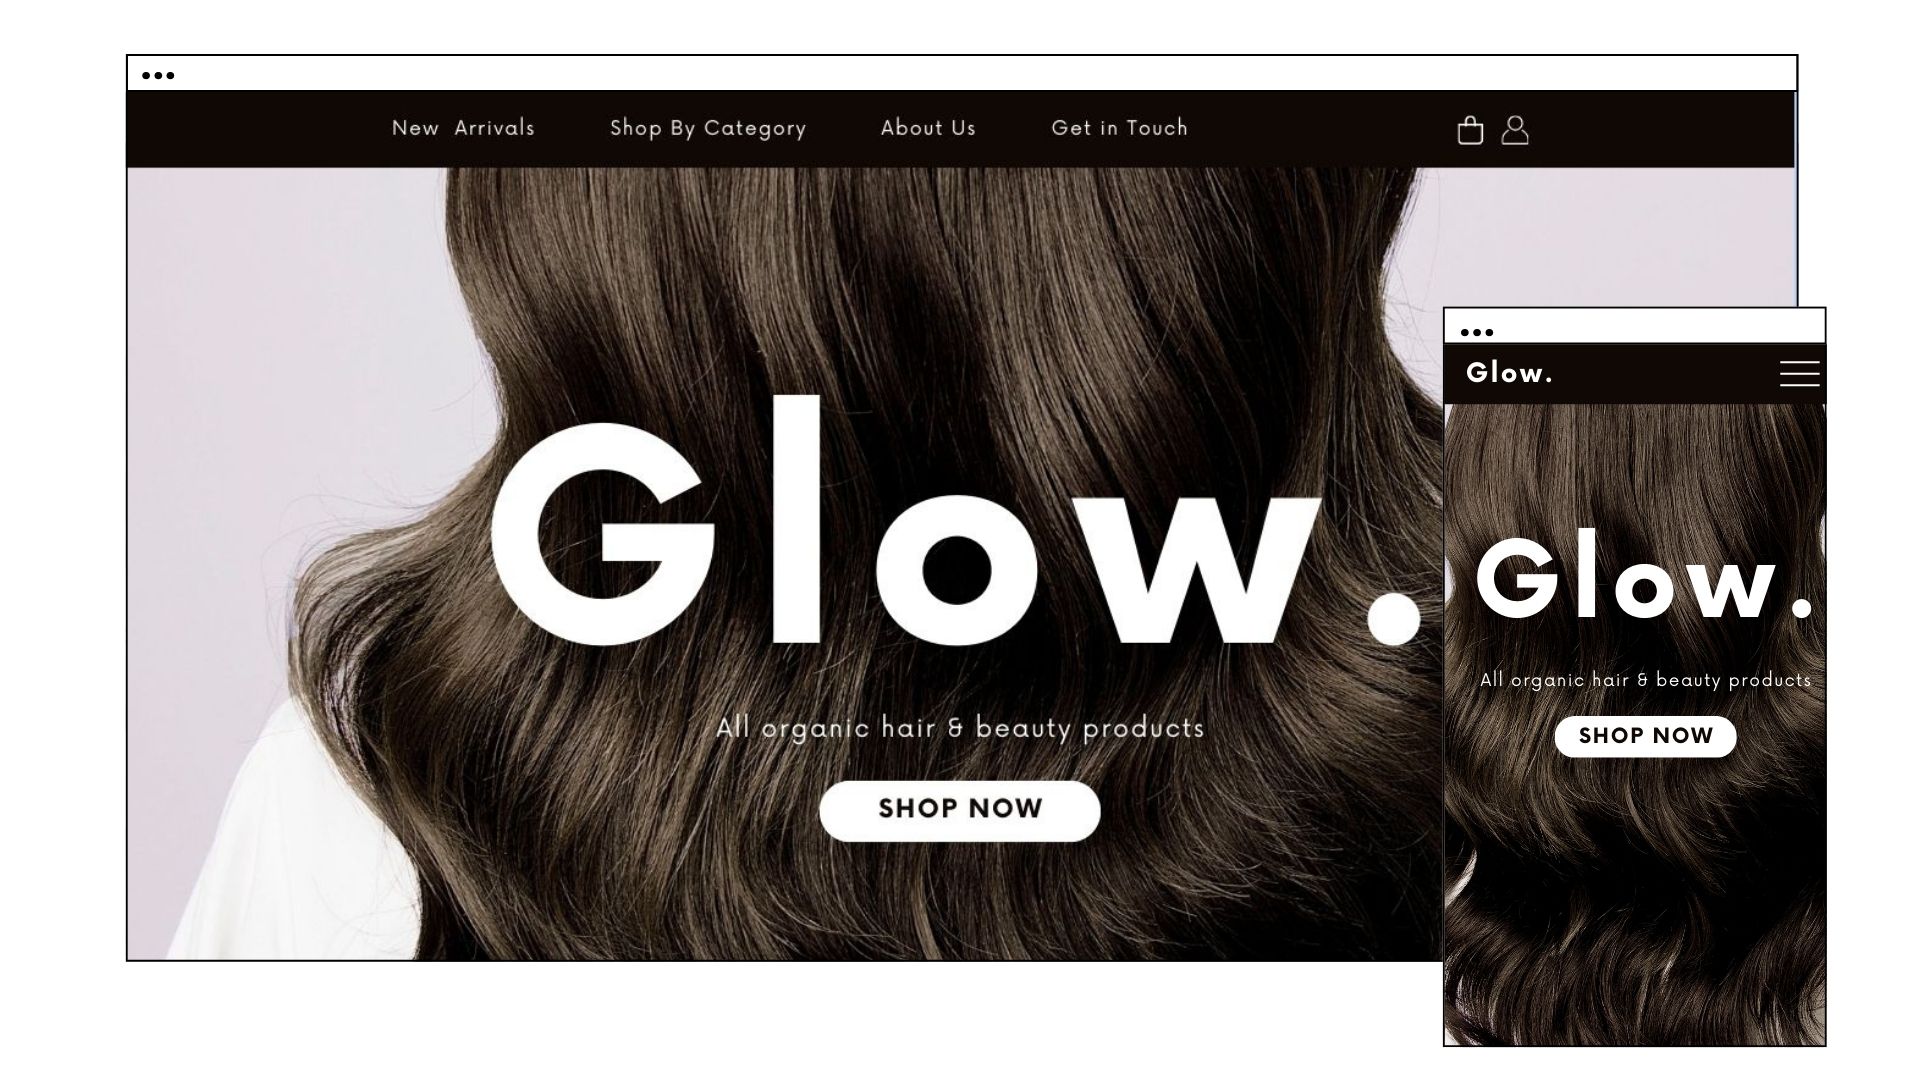 New Arrivals Shop By Category About Us Get in Touch
Glow.
All organic hair & beauty products
SHOP NOW
Glow.
Glow.
All organic hair & beauty products
SHOP NOW